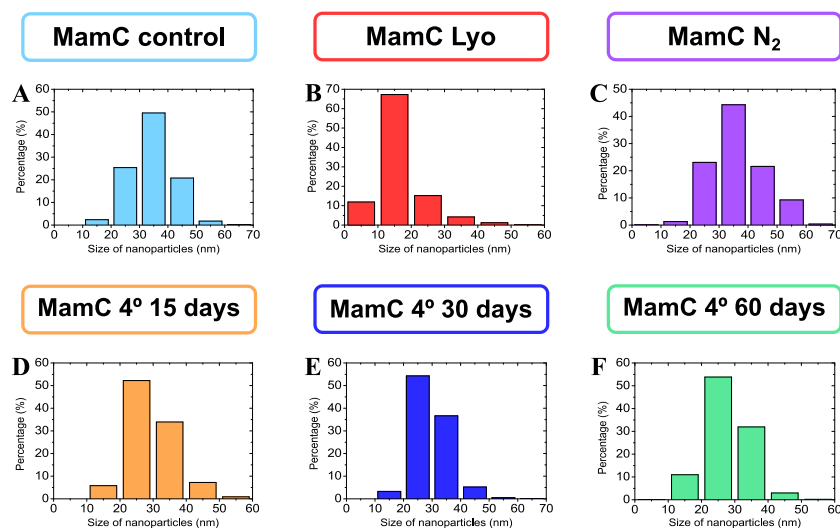 MamC control
MamC Lyo
MamC N₂
A
60
50
40
30
20
10
0
Percentage (%)
0 10 20 30 40 50 60 70
Size of nanoparticles (nm)
B
70
60
50
40
30
20
10
0
Percentage (%)
0 10 20 30 40 50 60
Size of nanoparticles (nm)
C
50
40
30
20
10
0
Percentage (%)
0 10 20 30 40 50 60 70
Size of nanoparticles (nm)
MamC 4º 15 days
MamC 4º 30 days
MamC 4º 60 days
D
60
50
40
30
20
10
0
Percentage (%)
0 10 20 30 40 50 60
Size of nanoparticles (nm)
E
60
50
40
30
20
10
0
Percentage (%)
0 10 20 30 40 50 60 70
Size of nanoparticles (nm)
F
60
50
40
30
20
10
0
Percentage (%)
0 10 20 30 40 50 60
Size of nanoparticles (nm)